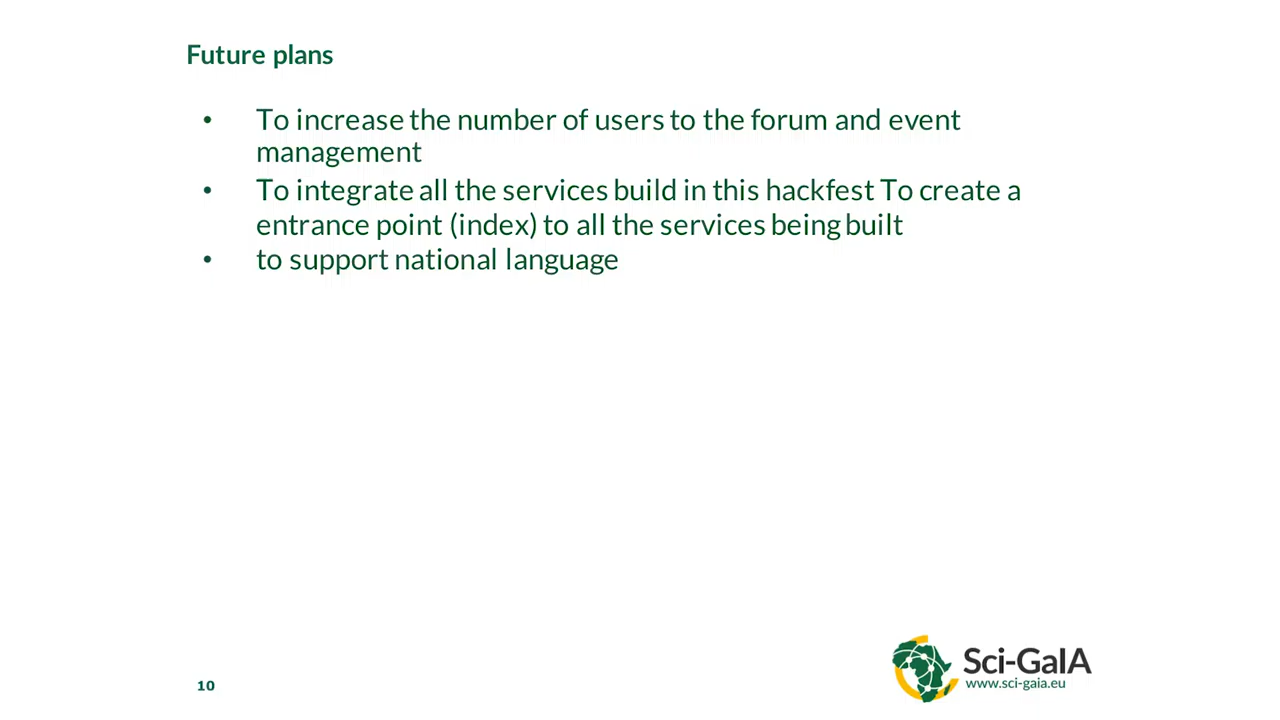 Future plans
• To increase the number of users to the forum and event
management
• To integrate all the services build in this hackfest To create a
entrance point (index) to all the services being built
• to support national language
10
Sci-GaIA
www.sci-gaia.eu